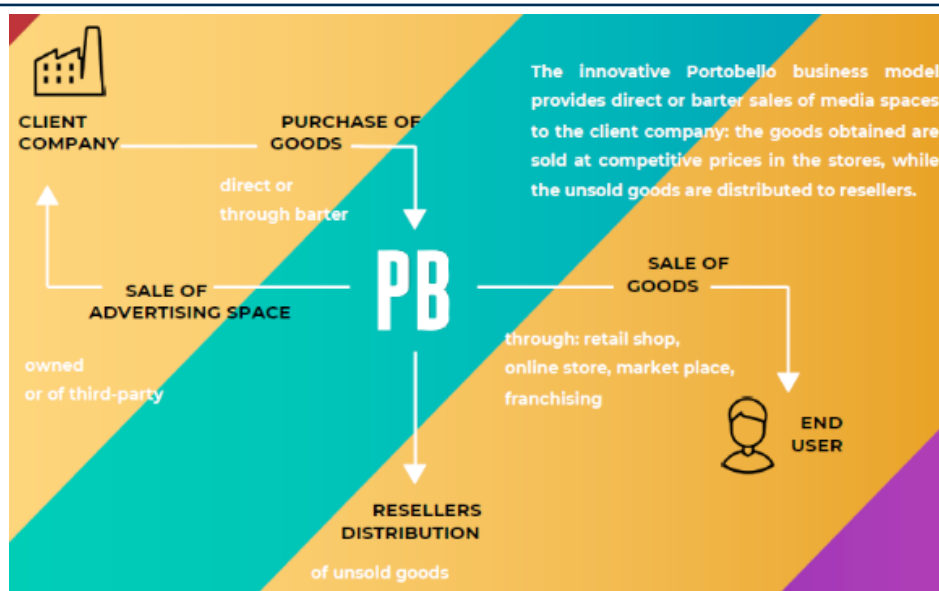 CLIENT
COMPANY
PURCHASE OF
GOODS
direct or
through barter
The innovative Portobello business model
provides direct or barter sales of media spaces
to the client company: the goods obtained are
sold at competitive prices in the stores, while
the unsold goods are distributed to resellers.
PB
SALE OF
ADVERTISING SPACE
owned
or of third-party
SALE OF
GOODS
through: retail shop,
online store, market place,
franchising
END
USER
RESELLERS
DISTRIBUTION
of unsold goods